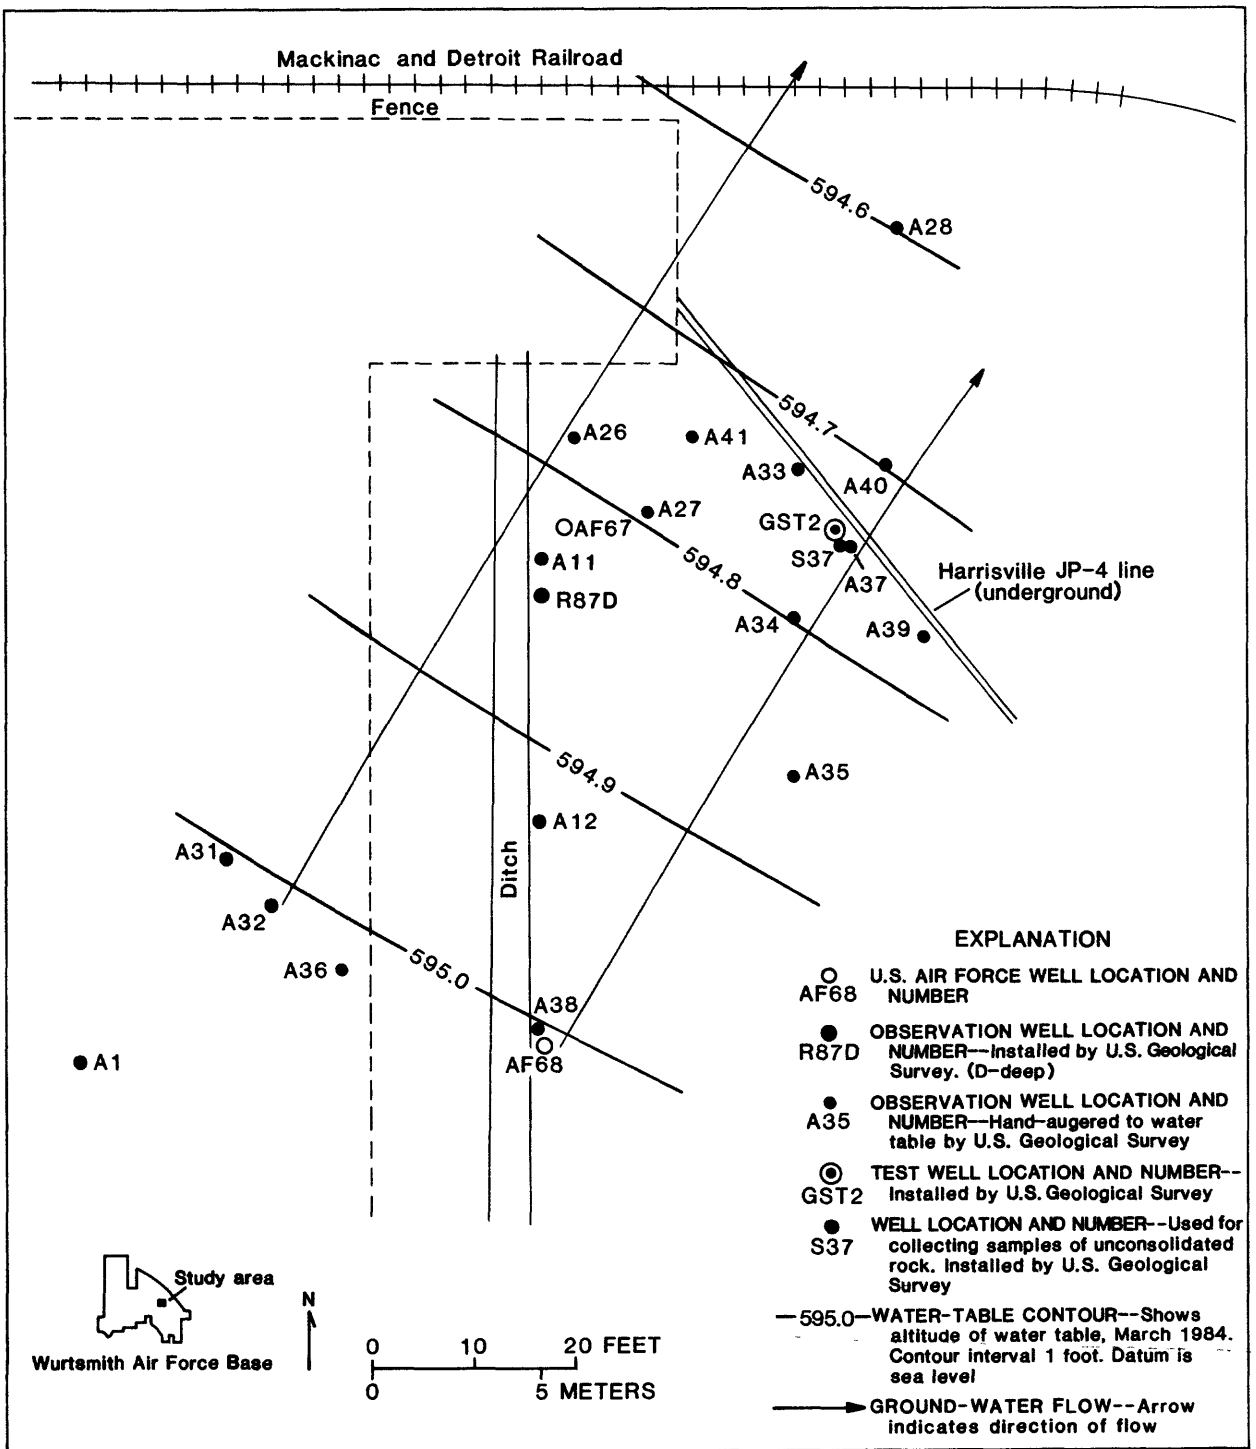 Mackinac and Detroit Railroad
Fence
594.6
A28
594.7
A26
A41
A33
A40
A27
GST2
AF67
S37
A11
594.8
A37
Harrisville JP-4 line
(underground)
R87D
A34
A39
594.9
A35
A12
Ditch
A31
A32
595.0
A36
A38
AF68
A1
EXPLANATION
AF68 U.S. AIR FORCE WELL LOCATION AND
NUMBER
R87D OBSERVATION WELL LOCATION AND
NUMBER--Installed by U.S. Geological
Survey. (D-deep)
A35 OBSERVATION WELL LOCATION AND
NUMBER--Hand-augered to water
table by U.S. Geological Survey
GST2 TEST WELL LOCATION AND NUMBER--
Installed by U.S. Geological Survey
S37 WELL LOCATION AND NUMBER--Used for
collecting samples of unconsolidated
rock. Installed by U.S. Geological
Survey
—595.0—WATER-TABLE CONTOUR--Shows
altitude of water table, March 1984.
Contour interval 1 foot. Datum is
sea level
GROUND-WATER FLOW--Arrow
indicates direction of flow
Study area
Wurtsmith Air Force Base
N
0 10 20 FEET
0 5 METERS